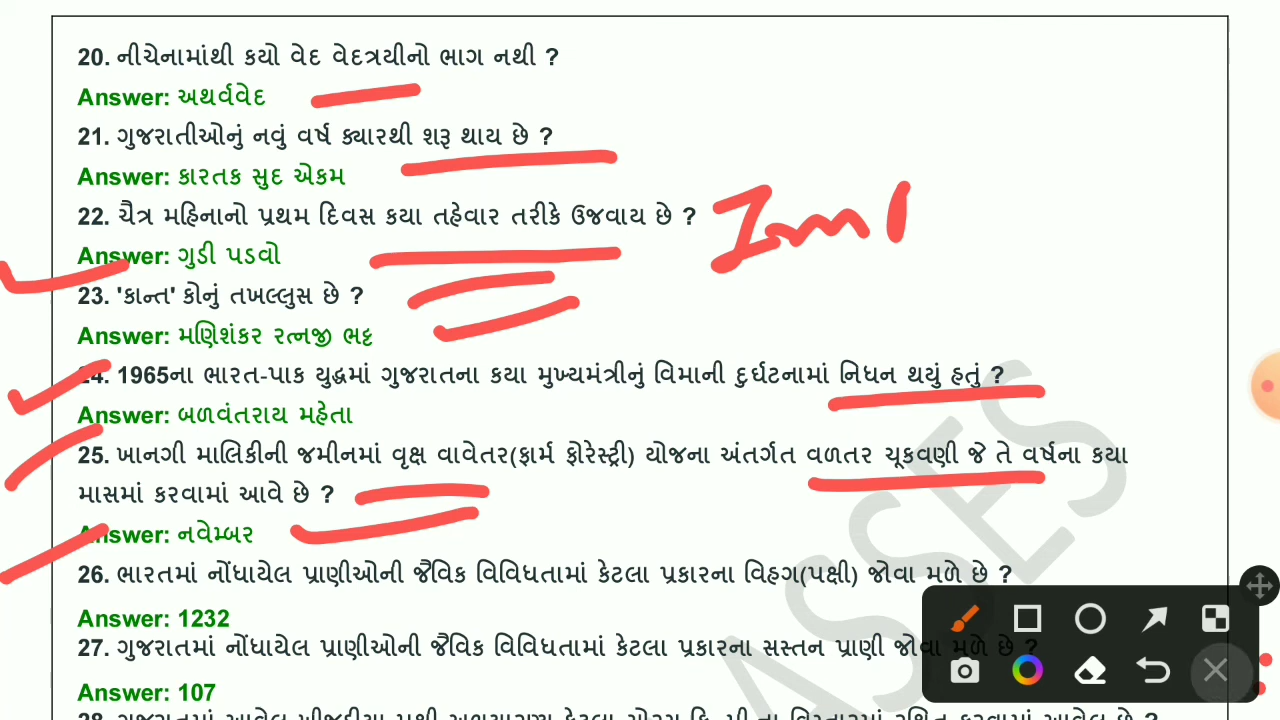 20. નીચેનામાંથી કયો વેદ વેદત્રયીનો ભાગ નથી ?
Answer: અથર્વવેદ
21. ગુજરાતીઓનું નવું વર્ષ ક્યારથી શરૂ થાય છે ?
Answer: કારતક સુદ એકમ
22. ચૈત્ર મહિનાનો પ્રથમ દિવસ કયા તહેવાર તરીકે ઉજવાય છે ?
Answer: ગુડી પડવો
23. 'કાન્ત' કોનું તખલ્લુસ છે ?
Answer: મણિશંકર રત્નજી ભટ્ટ
24. 1965ના ભારત-પાક યુદ્ધમાં ગુજરાતના કયા મુખ્યમંત્રીનું વિમાની દુર્ઘટનામાં નિધન થયું હતું ?
Answer: બળવંતરાય મહેતા
25. ખાનગી માલિકીની જમીનમાં વૃક્ષ વાવેતર(ફાર્મ ફોરેસ્ટ્રી) યોજના અંતર્ગત વળતર ચૂકવણી જે તે વર્ષના કયા
માસમાં કરવામાં આવે છે ?
Answer: નવેમ્બર
26. ભારતમાં નોંધાયેલ પ્રાણીઓની જૈવિક વિવિધતામાં કેટલા પ્રકારના વિહગ(પક્ષી) જોવા મળે છે ?
Answer: 1232
27. ગુજરાતમાં નોંધાયેલ પ્રાણીઓની જૈવિક વિવિધતામાં કેટલા પ્રકારના સસ્તન પ્રાણી જોવા મળે છે ?
Answer: 107